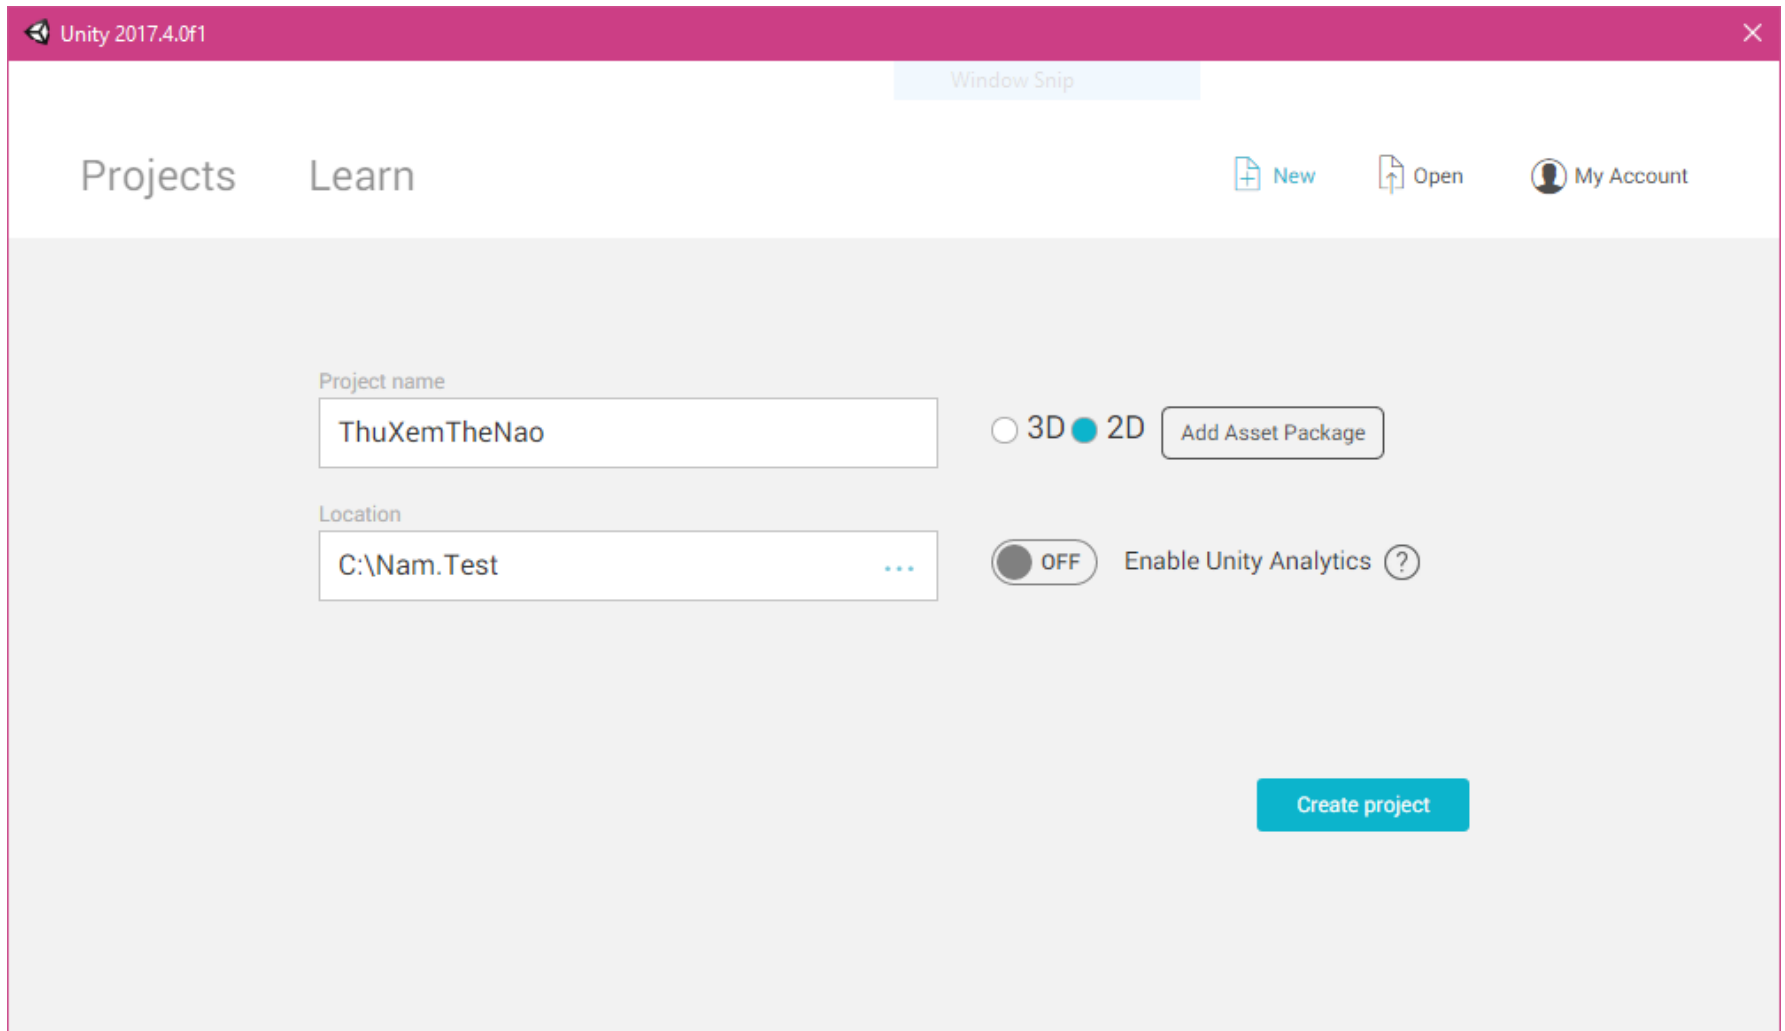 Unity 2017.4.0f1
Window Snip
Projects Learn New Open My Account
Project name
ThuXemTheNao 3D 2D Add Asset Package
Location
C:\Nam.Test ... OFF Enable Unity Analytics ?
Create project